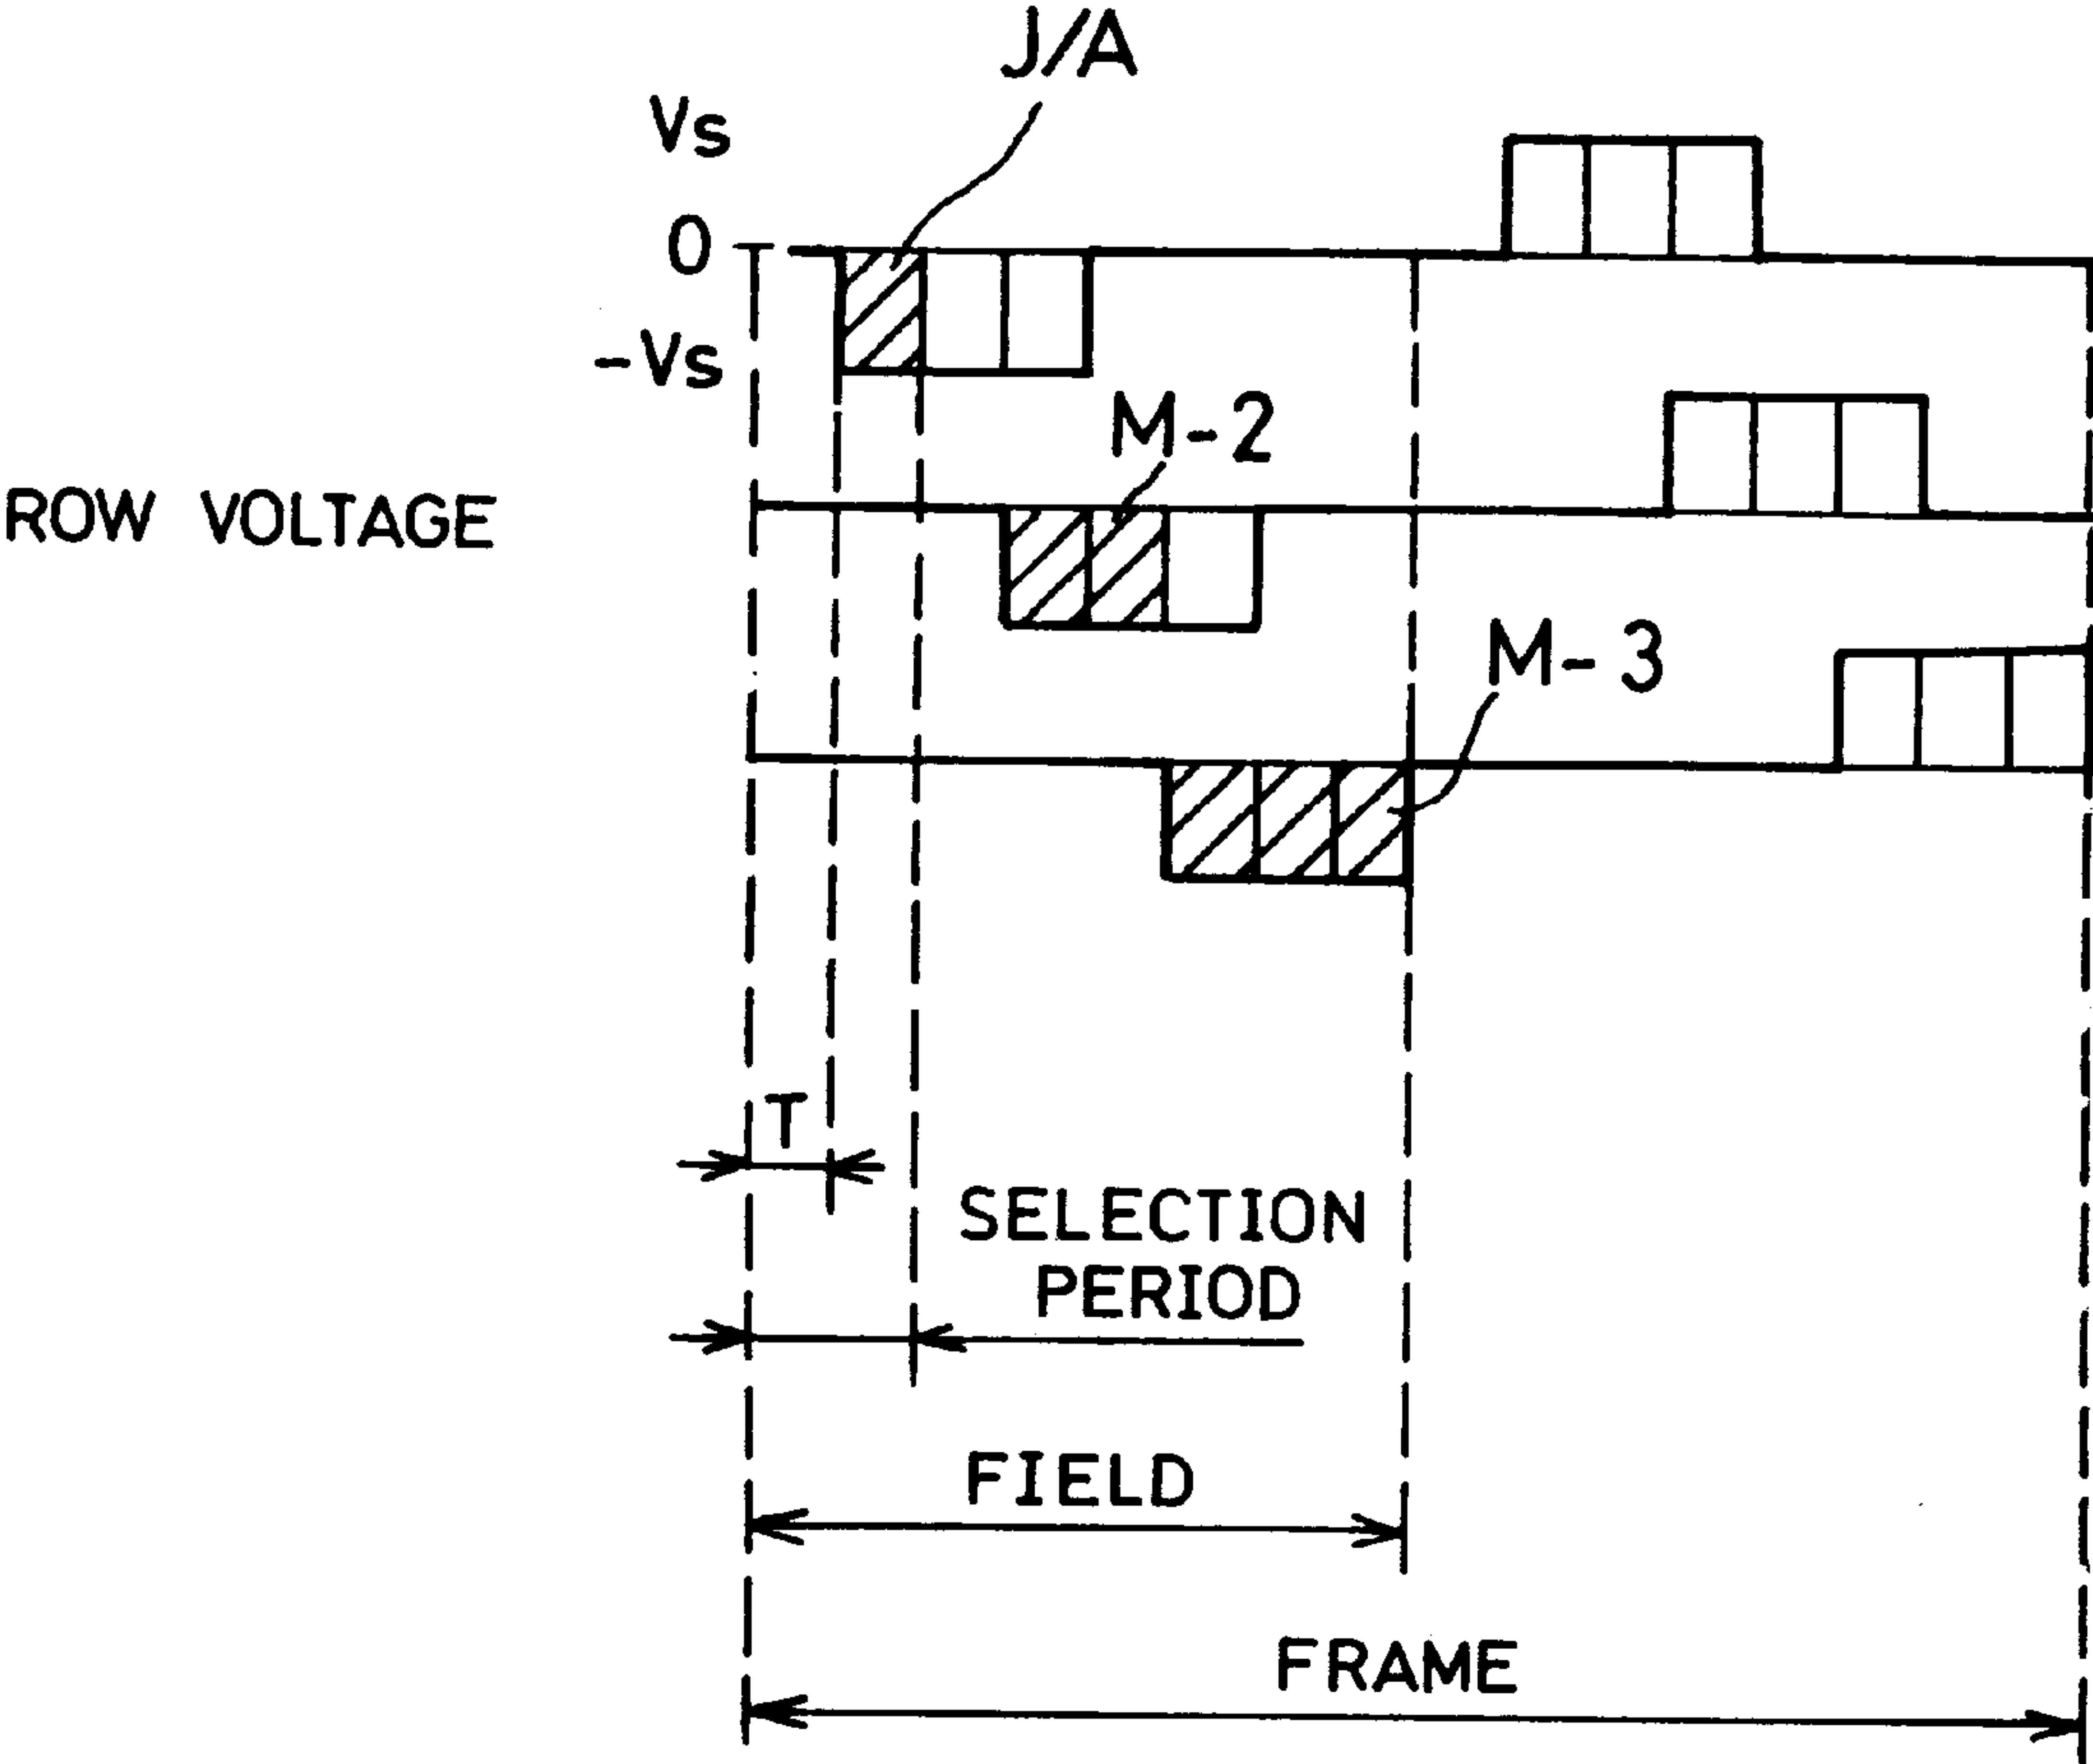 J/A
Vs
0
-Vs
M-2
ROW VOLTAGE
M-3
T
SELECTION
PERIOD
FIELD
FRAME